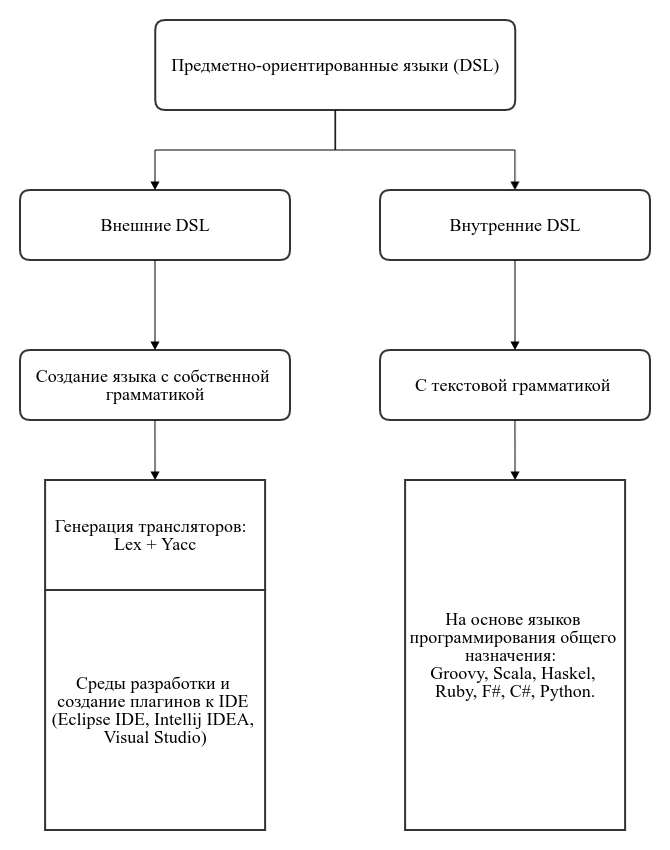 Предметно-ориентированные языки (DSL)
Внешние DSL
Внутренние DSL
Создание языка с собственной
грамматикой
С текстовой грамматикой
Генерация трансляторов:
Lex + Yacc
Среды разработки и
создание плагинов к IDE
(Eclipse IDE, Intellij IDEA,
Visual Studio)
На основе языков
программирования общего
назначения:
Groovy, Scala, Haskel,
Ruby, F#, C#, Python.